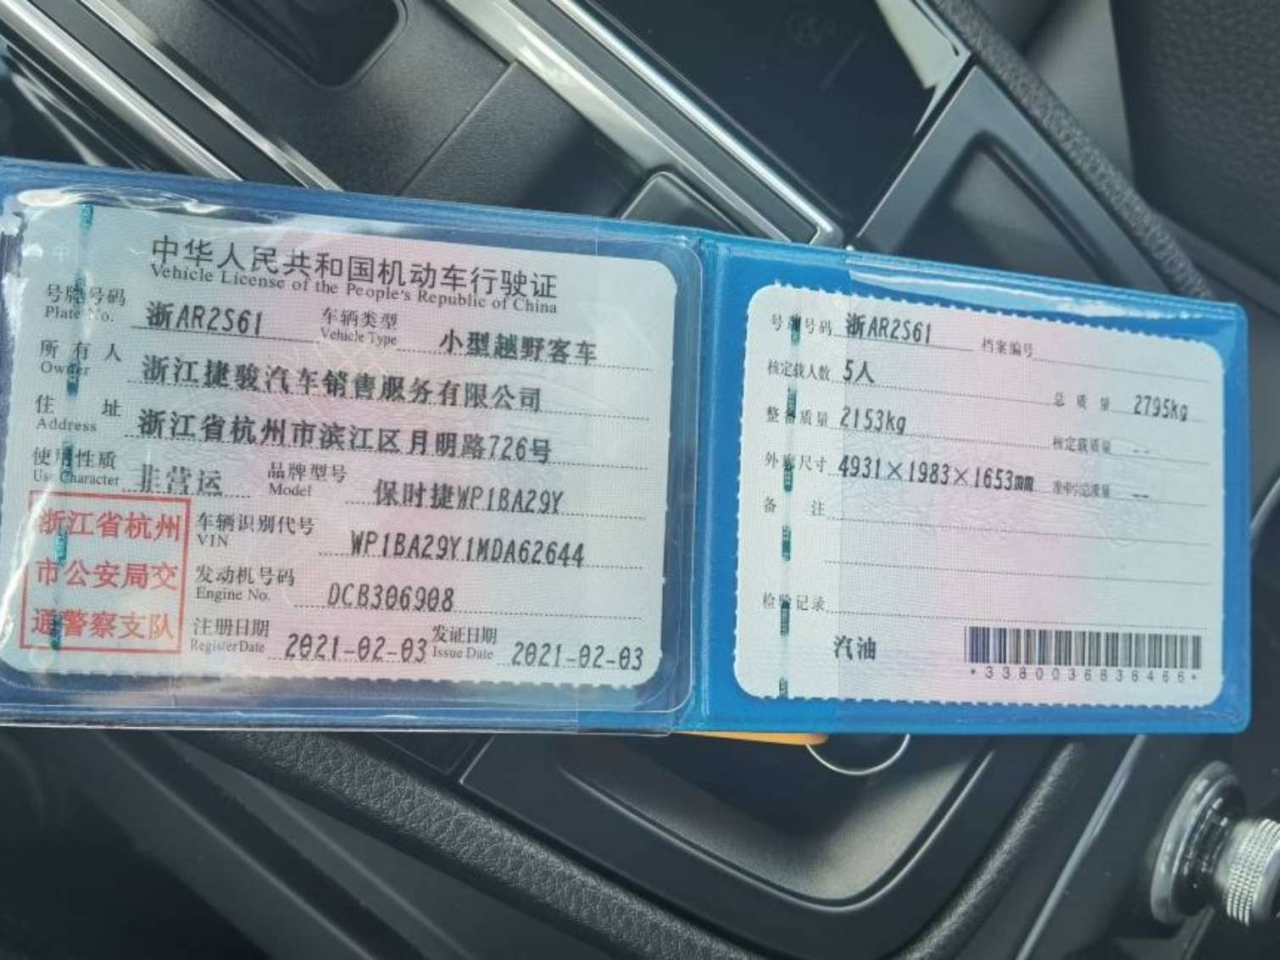 中华人民共和国机动车行驶证
Vehicle License of the People's Republic of China
号牌号码 浙AR2S61 车辆类型 小型越野客车
Plate No. Vehicle Type
所有人 浙江捷骏汽车销售服务有限公司
Owner
住址 浙江省杭州市滨江区月明路726号
Address
使用性质 非营运 品牌型号 保时捷WP1BA29Y
Use Character Model
浙江省杭州
市公安局交
通警察支队
车辆识别代号 WP1BA29Y1MDA62644
VIN
发动机号码 DCB306908
Engine No.
注册日期 2021-02-03 发证日期 2021-02-03
Register Date Issue Date
号牌号码 浙AR2S61 档案编号
核定载人数 5人 总质量 2795kg
整备质量 2153kg 核定载质量 --
外廓尺寸 4931×1983×1653mm 准牵引总质量 --
备注
检验记录
汽油
*3380036836466*